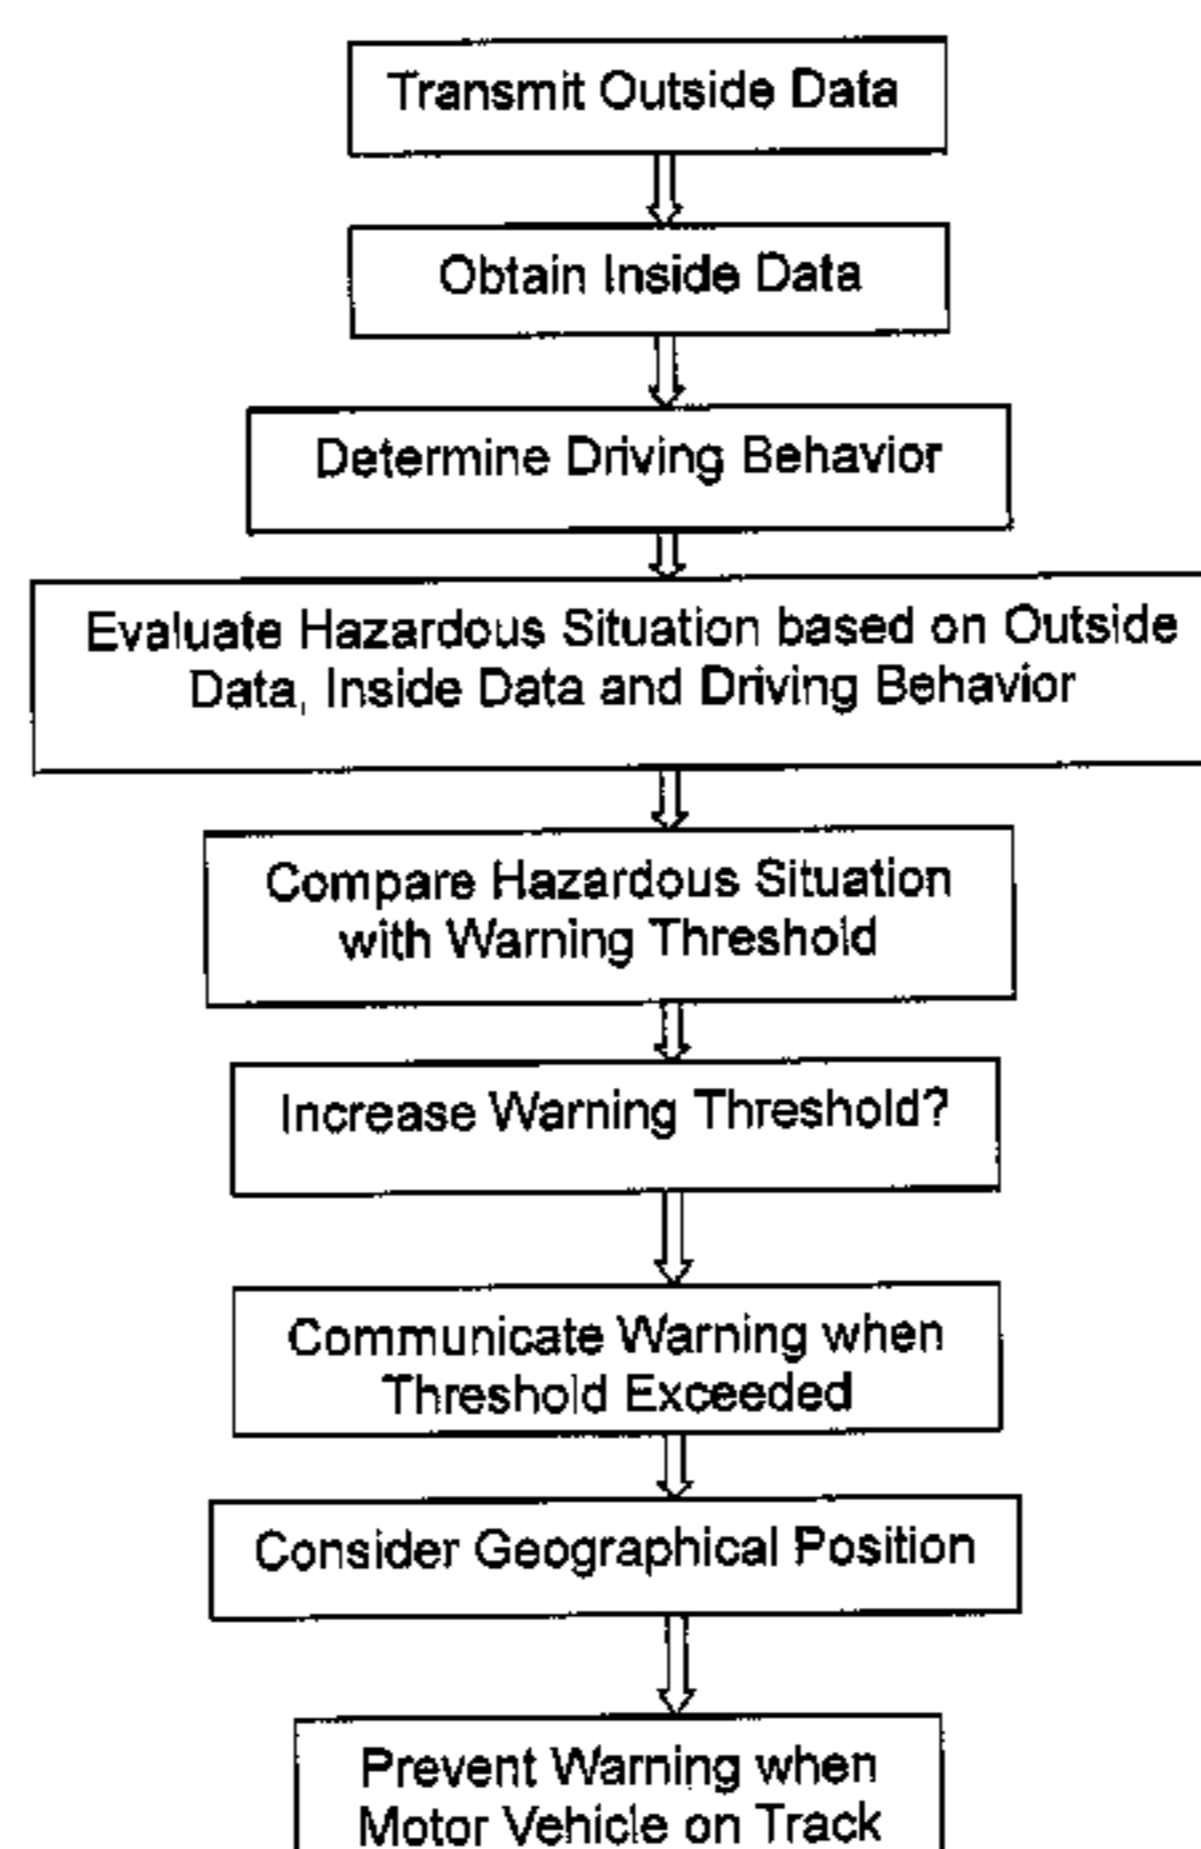 Transmit Outside Data
Obtain Inside Data
Determine Driving Behavior
Evaluate Hazardous Situation based on Outside
Data, Inside Data and Driving Behavior
Compare Hazardous Situation
with Warning Threshold
Increase Warning Threshold?
Communicate Warning when
Threshold Exceeded
Consider Geographical Position
Prevent Warning when
Motor Vehicle on Track